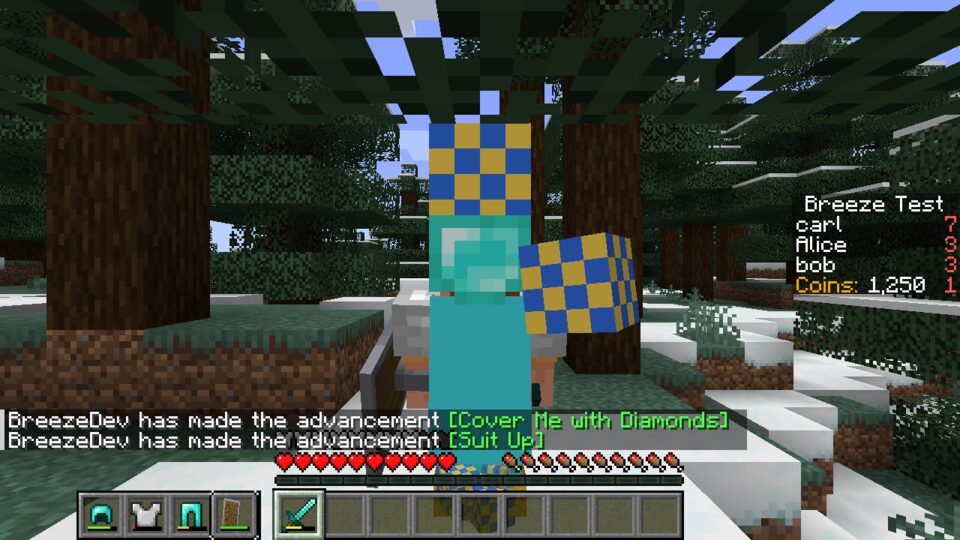 Breeze Test
carl 7
Alice 3
bob 3
Coins: 1,250 1
BreezeDev has made the advancement [Cover Me with Diamonds]
BreezeDev has made the advancement [Suit Up]